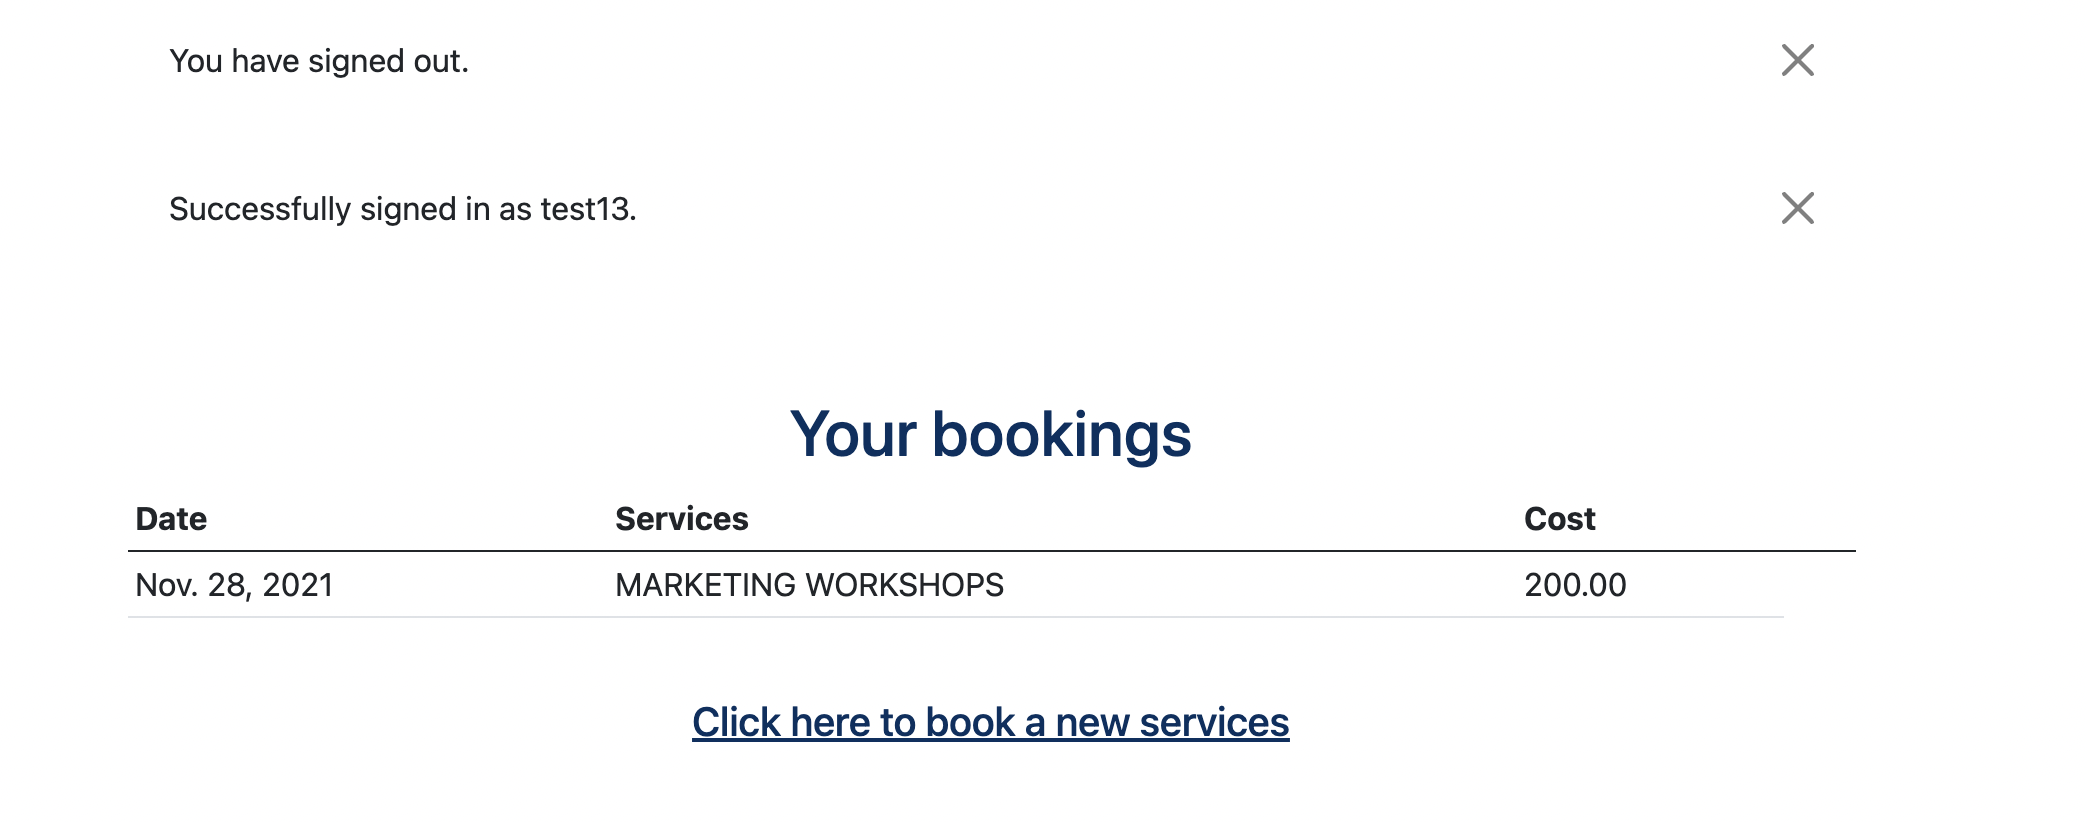 You have signed out.
Successfully signed in as test13.
Your bookings
Date Services Cost
Nov. 28, 2021 MARKETING WORKSHOPS 200.00
Click here to book a new services